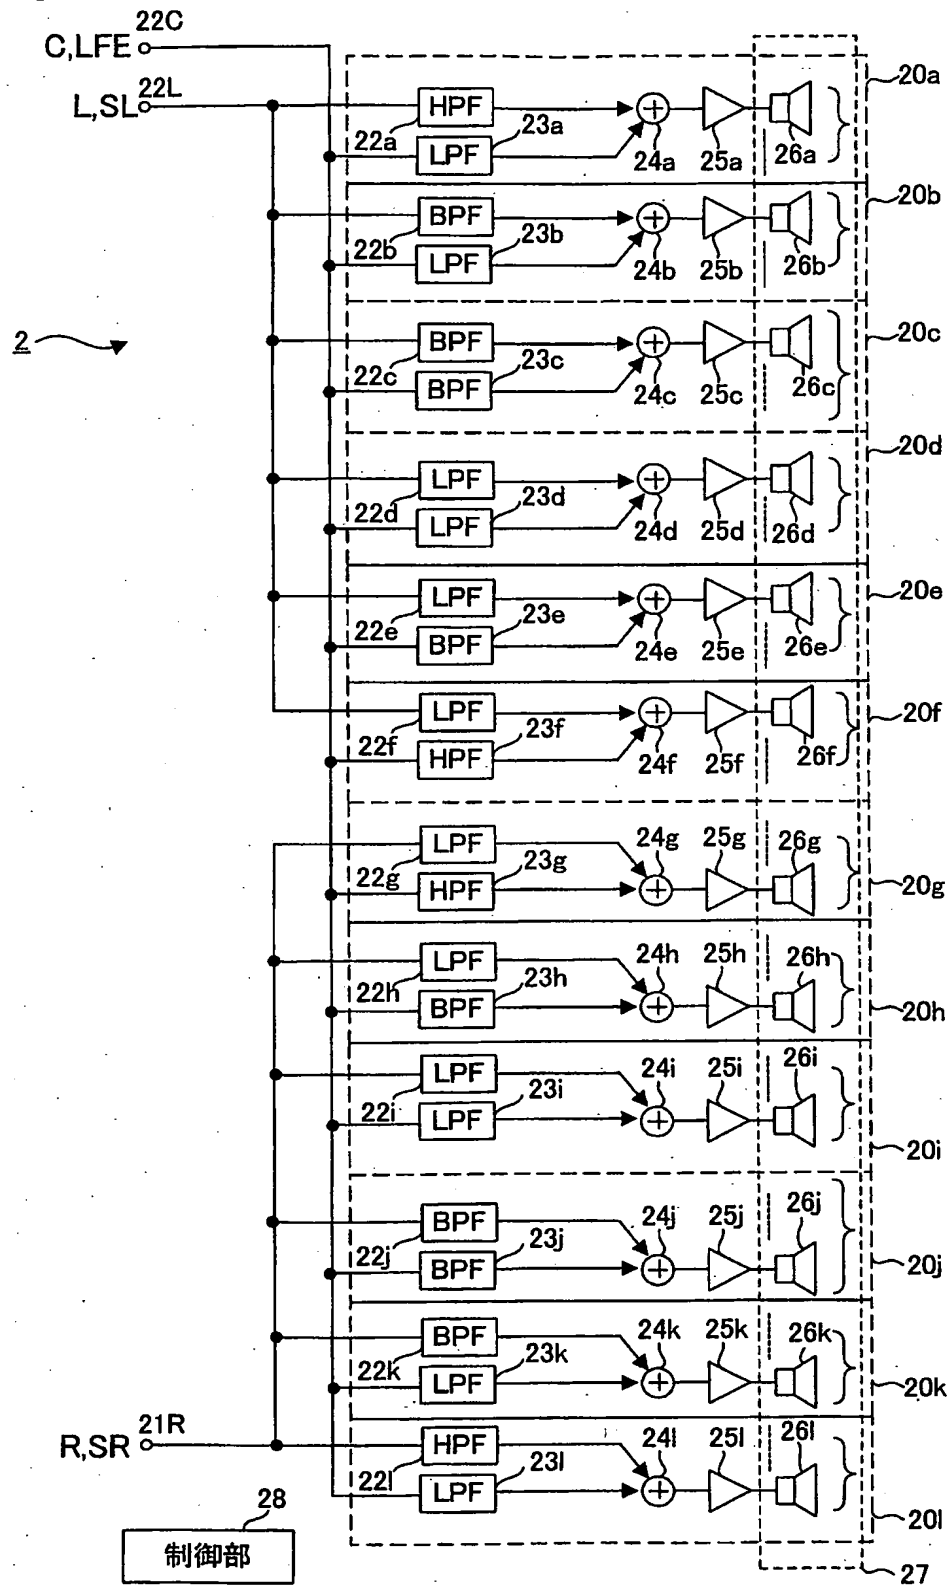 22C
C,LFE
22L
L,SL
20a
HPF
23a
22a
LPF
24a
25a
26a
20b
BPF
23b
22b
LPF
24b
25b
26b
2
20c
BPF
23c
22c
BPF
24c
25c
26c
20d
LPF
23d
22d
LPF
24d
25d
26d
20e
LPF
23e
22e
BPF
24e
25e
26e
20f
LPF
23f
22f
HPF
24f
25f
26f
LPF
24g
25g
26g
22g
23g
HPF
20g
LPF
24h
25h
26h
22h
23h
BPF
20h
LPF
24i
25i
26i
22i
23i
LPF
20i
BPF
24j
25j
26j
22j
23j
BPF
20j
BPF
24k
25k
26k
22k
23k
LPF
20k
21R
R,SR
HPF
24l
25l
26l
22l
23l
LPF
20l
28
制御部
27